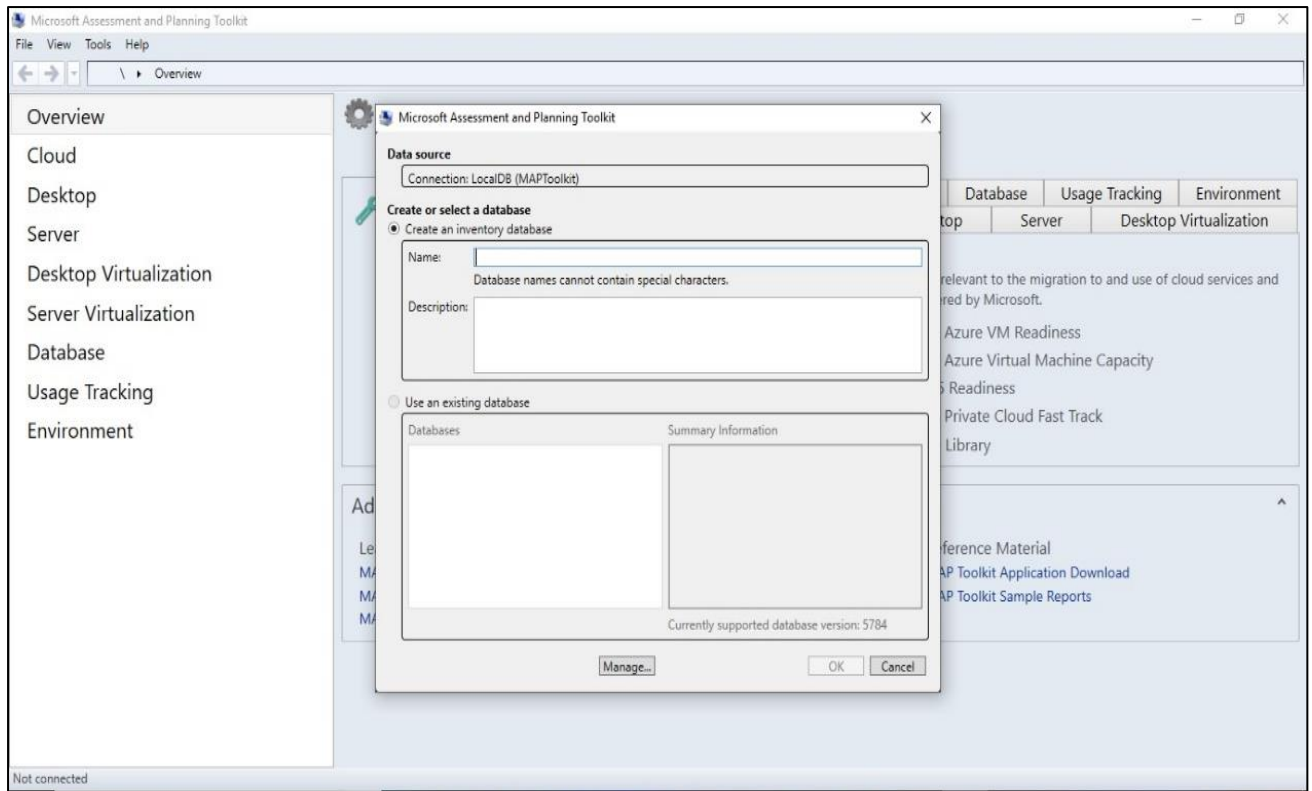 Microsoft Assessment and Planning Toolkit
File View Tools Help
\ Overview
Overview
Cloud
Desktop
Server
Desktop Virtualization
Server Virtualization
Database
Usage Tracking
Environment
Microsoft Assessment and Planning Toolkit
Data source
Connection: LocalDB (MAPToolkit)
Create or select a database
Create an inventory database
Name:
Database names cannot contain special characters.
Description:
Use an existing database
Databases
Summary Information
Currently supported database version: 5784
Manage...
OK
Cancel
Database
Usage Tracking
Environment
top
Server
Desktop Virtualization
relevant to the migration to and use of cloud services and
ered by Microsoft.
Azure VM Readiness
Azure Virtual Machine Capacity
Readiness
Private Cloud Fast Track
Library
Ad
Le
MA
MA
MA
ference Material
AP Toolkit Application Download
AP Toolkit Sample Reports
Not connected